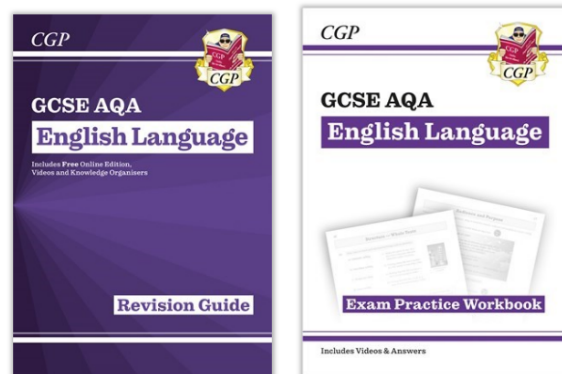 CGP
CGP
GCSE AQA
English Language
Includes Free Online Edition,
Videos and Knowledge Organisers
Revision Guide
CGP
CGP
GCSE AQA
English Language
Exam Practice Workbook
Includes Videos & Answers